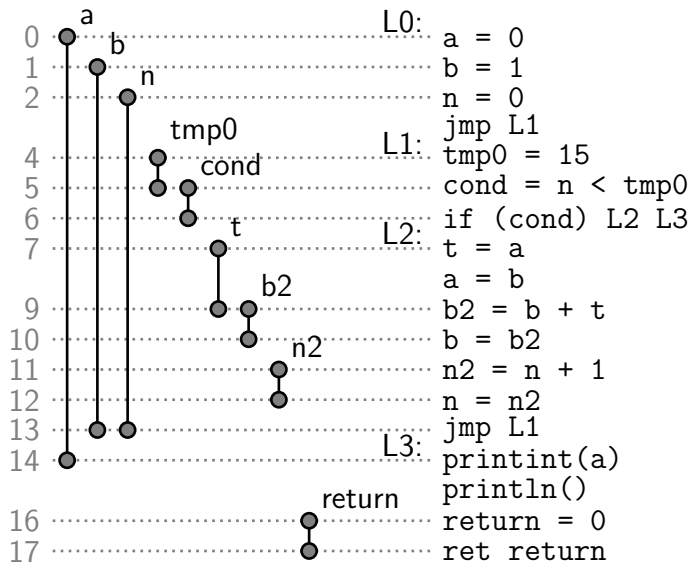 a L0:
0 a = 0
b
1 b = 1
n
2 n = 0
jmp L1
tmp0 L1:
4 tmp0 = 15
cond
5 cond = n < tmp0
6 if (cond) L2 L3
t L2:
7 t = a
a = b
b2
9 b2 = b + t
10 b = b2
n2
11 n2 = n + 1
12 n = n2
13 jmp L1
L3:
14 printint(a)
println()
return
16 return = 0
17 ret return